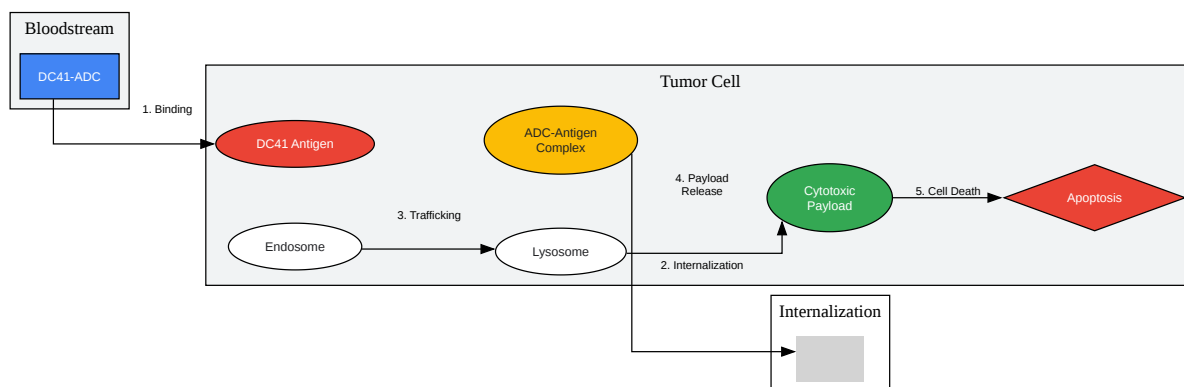 Bloodstream
DC41-ADC
Tumor Cell
1. Binding
DC41 Antigen
ADC-Antigen
Complex
4. Payload
Release
Cytotoxic
Payload
5. Cell Death
Apoptosis
3. Trafficking
Endosome
Lysosome
2. Internalization
Internalization